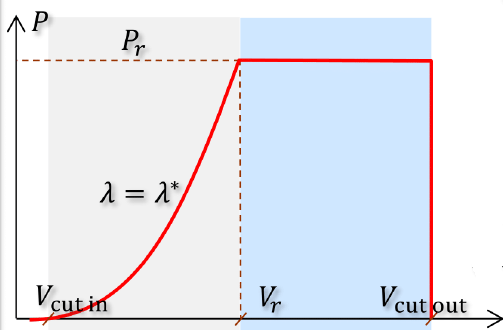 P
P_r
λ = λ*
V_cut in
V_r
V_cut out